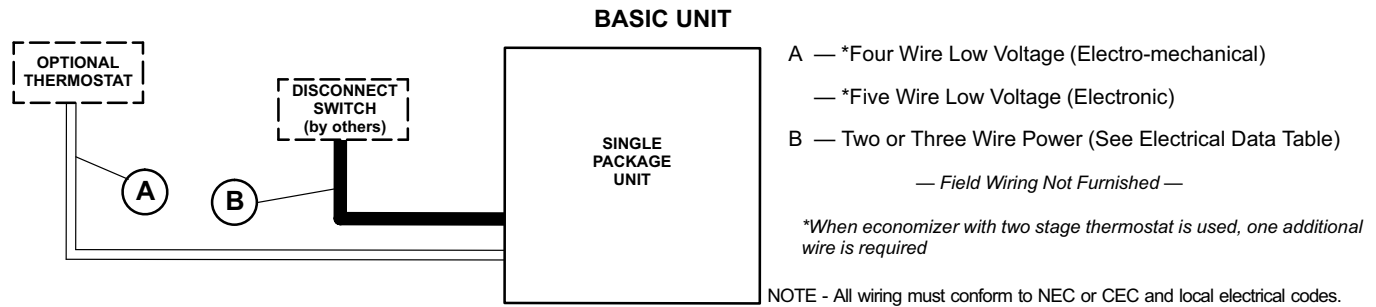 BASIC UNIT
OPTIONAL
THERMOSTAT
DISCONNECT
SWITCH
(by others)
SINGLE
PACKAGE
UNIT
A
B
A — *Four Wire Low Voltage (Electro-mechanical)
— *Five Wire Low Voltage (Electronic)
B — Two or Three Wire Power (See Electrical Data Table)
— Field Wiring Not Furnished —
*When economizer with two stage thermostat is used, one additional
wire is required
NOTE - All wiring must conform to NEC or CEC and local electrical codes.